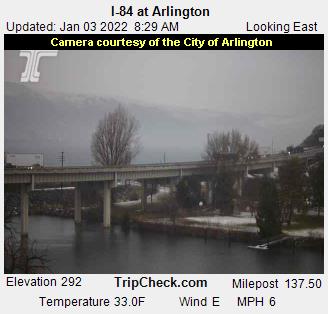 I-84 at Arlington
Updated: Jan 03 2022 8:29 AM Looking East
Camera courtesy of the City of Arlington
Elevation 292 TripCheck.com Milepost 137.50
Temperature 33.0F Wind E MPH 6